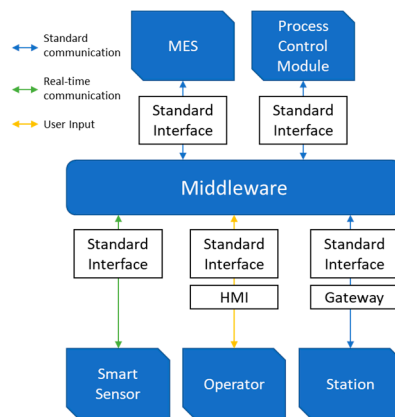 Standard
communication
Real-time
communication
User Input
MES
Process
Control
Module
Standard
Interface
Standard
Interface
Middleware
Standard
Interface
Standard
Interface
Standard
Interface
HMI
Gateway
Smart
Sensor
Operator
Station